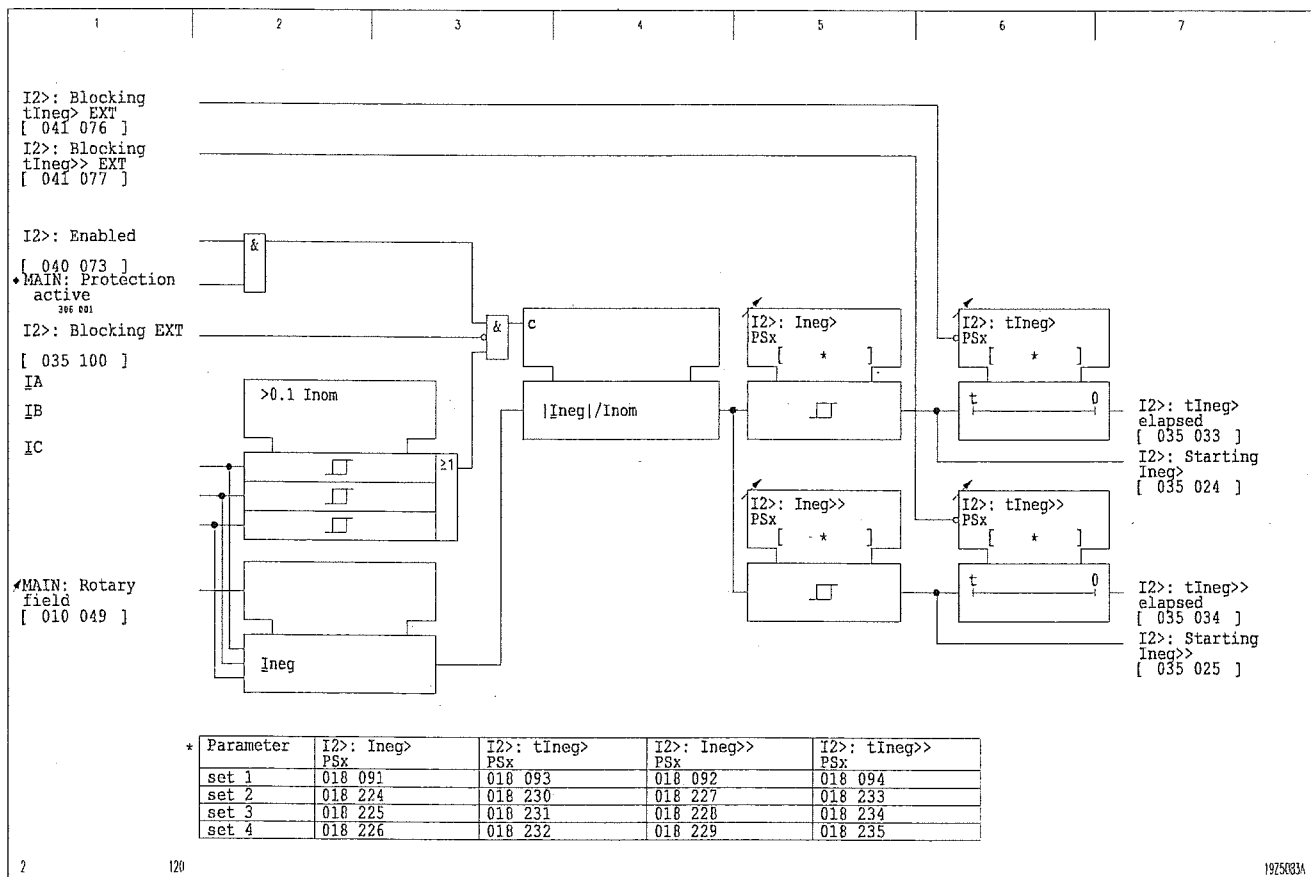 1 2 3 4 5 6 7
I2>: Blocking
tIneg> EXT
[ 041 076 ]
I2>: Blocking
tIneg>> EXT
[ 041 077 ]
I2>: Enabled
[ 040 073 ]
MAIN: Protection
active
306 001
I2>: Blocking EXT
[ 035 100 ]
IA
IB
IC
&
>0.1 Inom
≥1
MAIN: Rotary
field
[ 010 049 ]
Ineg
&
C
|Ineg|/Inom
I2>: Ineg>
PSx
[ * ]
I2>: tIneg>
PSx
[ * ]
t 0
I2>: tIneg>
elapsed
[ 035 033 ]
I2>: Starting
Ineg>
[ 035 024 ]
I2>: Ineg>>
PSx
[ * ]
I2>: tIneg>>
PSx
[ * ]
t 0
I2>: tIneg>>
elapsed
[ 035 034 ]
I2>: Starting
Ineg>>
[ 035 025 ]
* Parameter I2>: Ineg> I2>: tIneg> I2>: Ineg>> I2>: tIneg>>
PSx PSx PSx PSx
set 1 018 091 018 093 018 092 018 094
set 2 018 224 018 230 018 227 018 233
set 3 018 225 018 231 018 228 018 234
set 4 018 226 018 232 018 229 018 235
2 120 19Z5083A